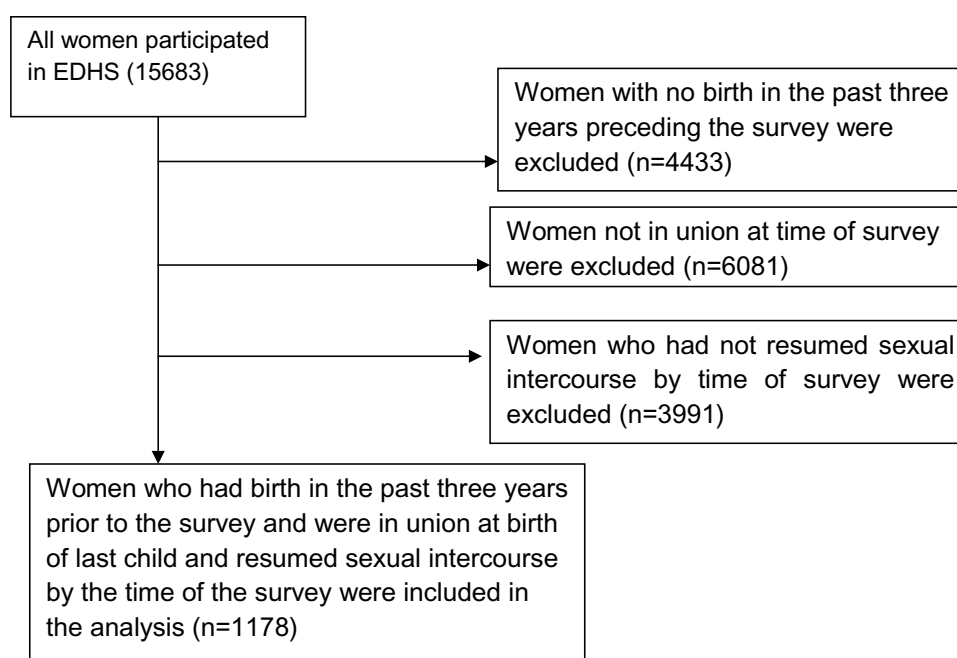 All women participated
in EDHS (15683)
Women with no birth in the past three
years preceding the survey were
excluded (n=4433)
Women not in union at time of survey
were excluded (n=6081)
Women who had not resumed sexual
intercourse by time of survey were
excluded (n=3991)
Women who had birth in the past three years
prior to the survey and were in union at birth
of last child and resumed sexual intercourse
by the time of the survey were included in
the analysis (n=1178)